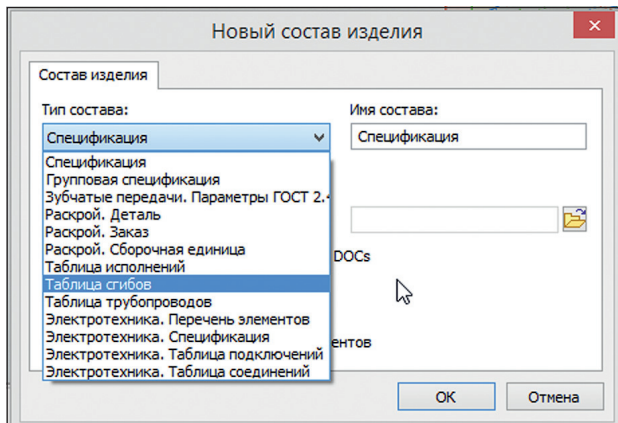 Новый состав изделия
Состав изделия
Тип состава:
Имя состава:
Спецификация
Спецификация
Спецификация
Групповая спецификация
Зубчатые передачи. Параметры ГОСТ 2.
Раскрой. Деталь
Раскрой. Заказ
Раскрой. Сборочная единица
DOCs
Таблица исполнений
Таблица сгибов
Таблица трубопроводов
Электротехника. Перечень элементов
Электротехника. Спецификация
ентов
Электротехника. Таблица подключений
Электротехника. Таблица соединений
ОК
Отмена